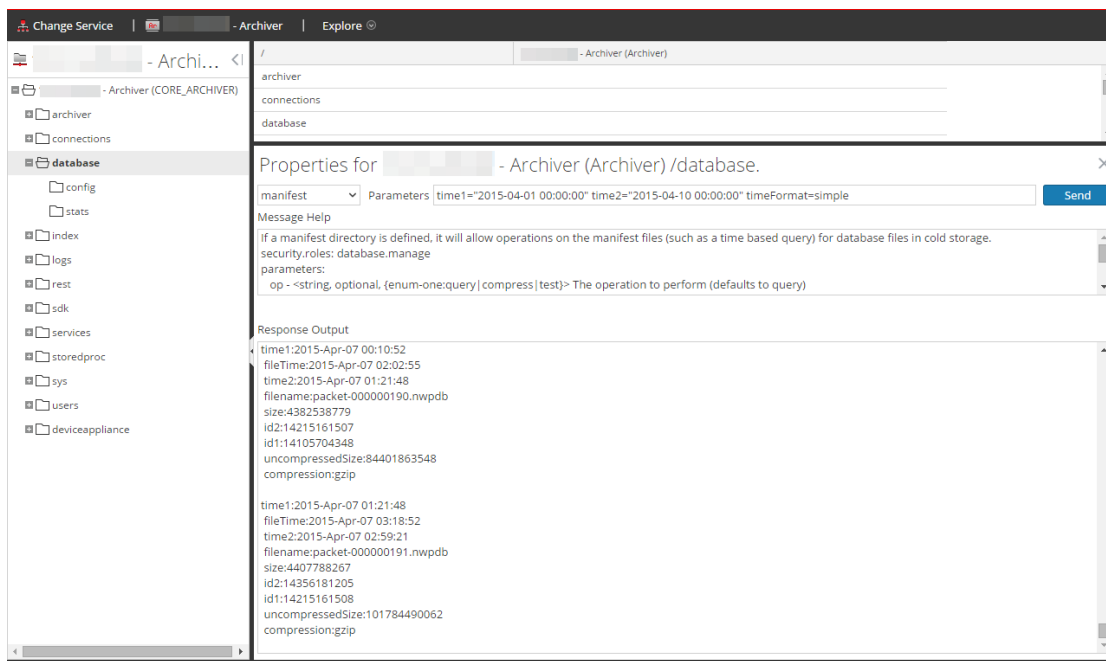 Change Service | - Archiver | Explore
- Archi...
- Archiver (CORE_ARCHIVER)
archiver
connections
database
config
stats
index
logs
rest
sdk
services
storedproc
sys
users
deviceappliance
/ - Archiver (Archiver)
archiver
connections
database
Properties for - Archiver (Archiver) /database.
manifest Parameters time1="2015-04-01 00:00:00" time2="2015-04-10 00:00:00" timeFormat=simple Send
Message Help
If a manifest directory is defined, it will allow operations on the manifest files (such as a time based query) for database files in cold storage.
security.roles: database.manage
parameters:
op - <string, optional, {enum-one:query|compress|test}> The operation to perform (defaults to query)
Response Output
time1:2015-Apr-07 00:10:52
fileTime:2015-Apr-07 02:02:55
time2:2015-Apr-07 01:21:48
filename:packet-000000190.nwpdb
size:4382538779
id2:14215161507
id1:14105704348
uncompressedSize:84401863548
compression:gzip
time1:2015-Apr-07 01:21:48
fileTime:2015-Apr-07 03:18:52
time2:2015-Apr-07 02:59:21
filename:packet-000000191.nwpdb
size:4407788267
id2:14356181205
id1:14215161508
uncompressedSize:101784490062
compression:gzip